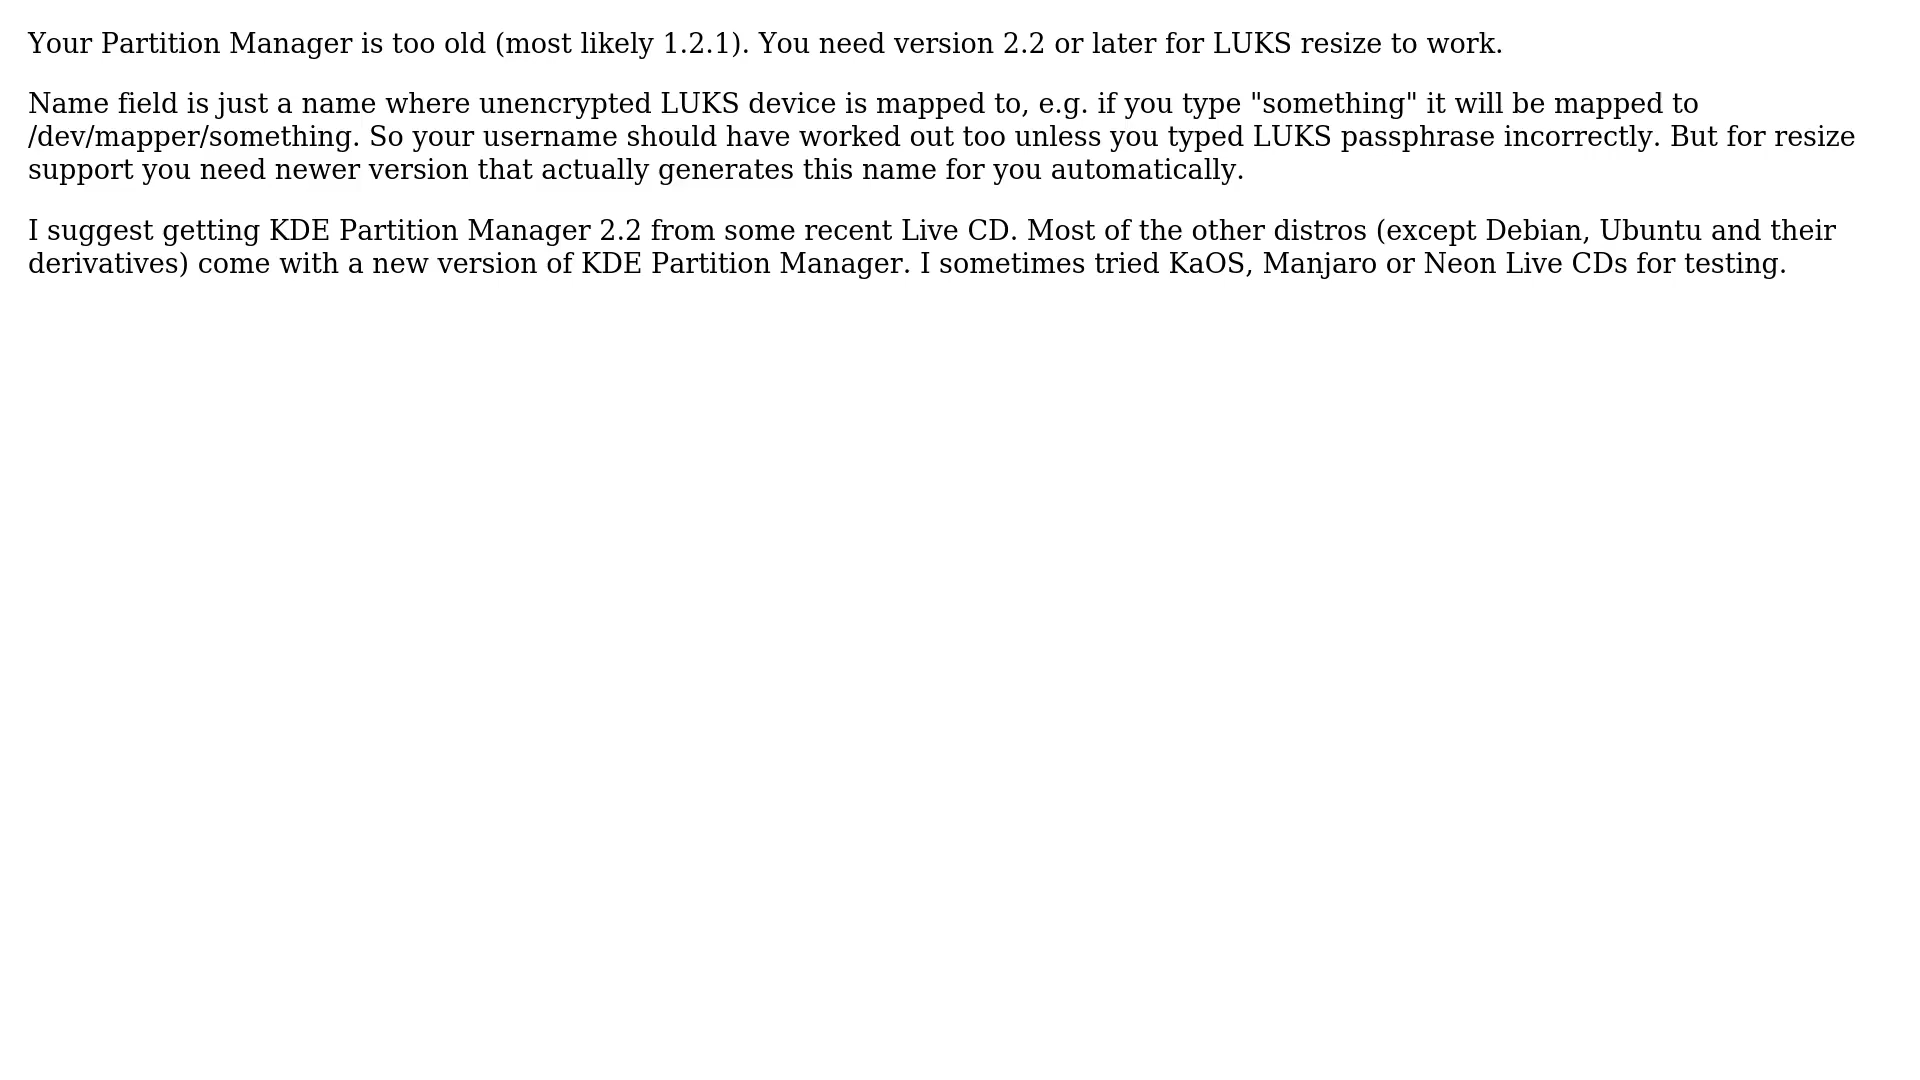 Your Partition Manager is too old (most likely 1.2.1). You need version 2.2 or later for LUKS resize to work.
Name field is just a name where unencrypted LUKS device is mapped to, e.g. if you type "something" it will be mapped to
/dev/mapper/something. So your username should have worked out too unless you typed LUKS passphrase incorrectly. But for resize
support you need newer version that actually generates this name for you automatically.
I suggest getting KDE Partition Manager 2.2 from some recent Live CD. Most of the other distros (except Debian, Ubuntu and their
derivatives) come with a new version of KDE Partition Manager. I sometimes tried KaOS, Manjaro or Neon Live CDs for testing.